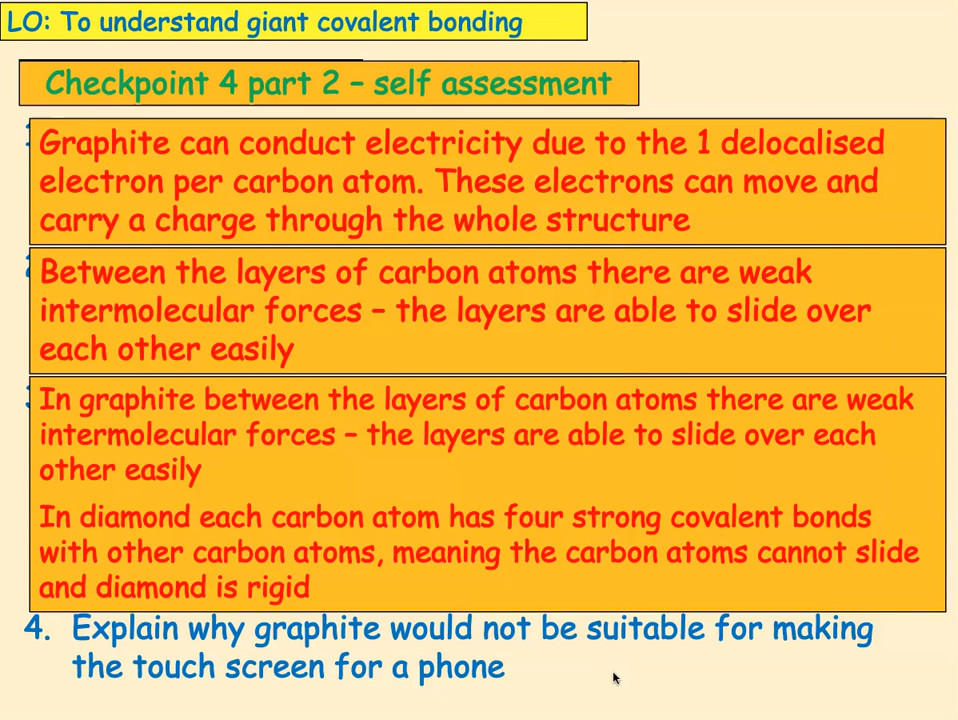 LO: To understand giant covalent bonding
Checkpoint 4 part 2 – self assessment
Graphite can conduct electricity due to the 1 delocalised
electron per carbon atom. These electrons can move and
carry a charge through the whole structure
Between the layers of carbon atoms there are weak
intermolecular forces – the layers are able to slide over
each other easily
In graphite between the layers of carbon atoms there are weak
intermolecular forces – the layers are able to slide over each
other easily
In diamond each carbon atom has four strong covalent bonds
with other carbon atoms, meaning the carbon atoms cannot slide
and diamond is rigid
4. Explain why graphite would not be suitable for making
the touch screen for a phone